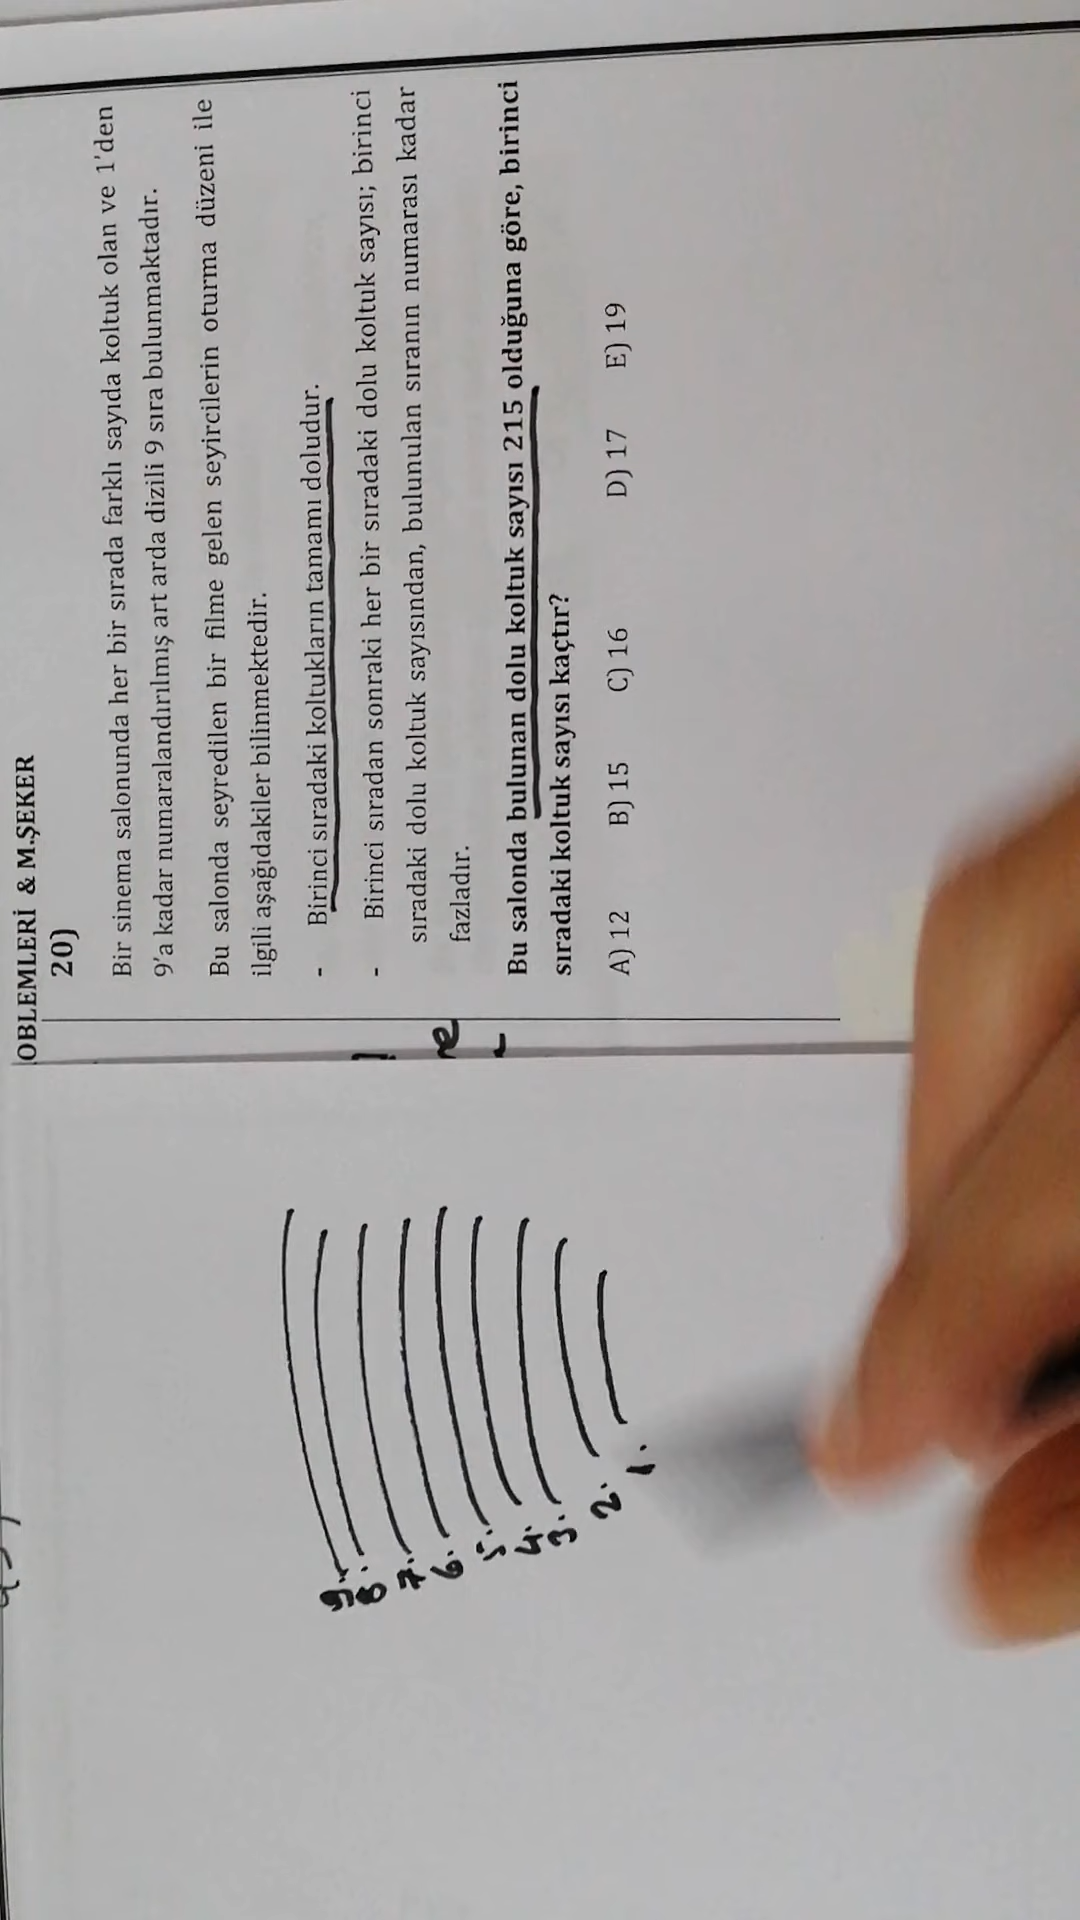 OBLEMLERİ & M.ŞEKER
20)
Bir sinema salonunda her bir sırada farklı sayıda koltuk olan ve 1'den
9'a kadar numaralandırılmış art arda dizili 9 sıra bulunmaktadır.
Bu salonda seyredilen bir filme gelen seyircilerin oturma düzeni ile
ilgili aşağıdakiler bilinmektedir.
- Birinci sıradaki koltukların tamamı doludur.
- Birinci sıradan sonraki her bir sıradaki dolu koltuk sayısı; birinci
sıradaki dolu koltuk sayısından, bulunulan sıranın numarası kadar
fazladır.
Bu salonda bulunan dolu koltuk sayısı 215 olduğuna göre, birinci
sıradaki koltuk sayısı kaçtır?
A) 12 B) 15 C) 16 D) 17 E) 19
9.
8.
7.
6.
5.
4.
3.
2.
1.